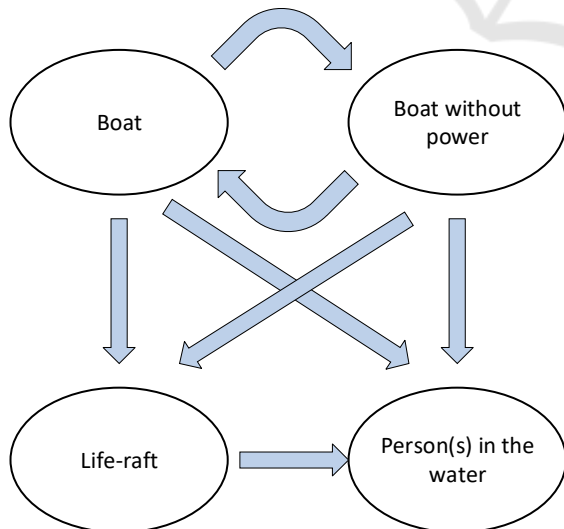 Boat
Boat without
power
Life-raft
Person(s) in the
water